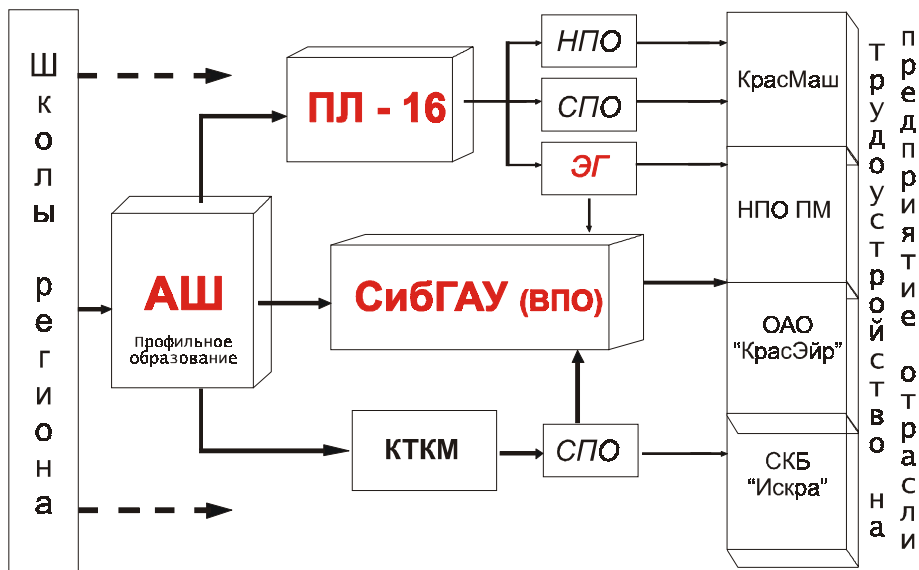 Школы региона
ПЛ - 16
НПО
СПО
ЭГ
АШ
профильное
образование
СибГАУ (ВПО)
КТКМ
СПО
КрасМаш
НПО ПМ
ОАО
"КрасЭйр"
СКБ
"Искра"
трудоустройство на
предприятие отрасли